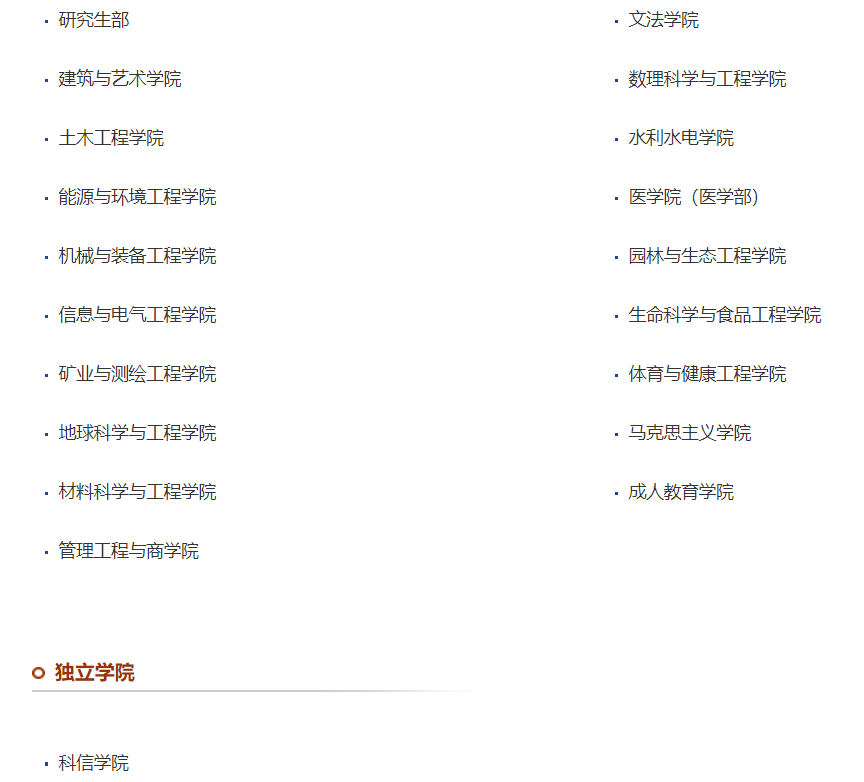 研究生部
文法学院
建筑与艺术学院
数理科学与工程学院
土木工程学院
水利水电学院
能源与环境工程学院
医学院（医学部）
机械与装备工程学院
园林与生态工程学院
信息与电气工程学院
生命科学与食品工程学院
矿业与测绘工程学院
体育与健康工程学院
地球科学与工程学院
马克思主义学院
材料科学与工程学院
成人教育学院
管理工程与商学院
独立学院
科信学院